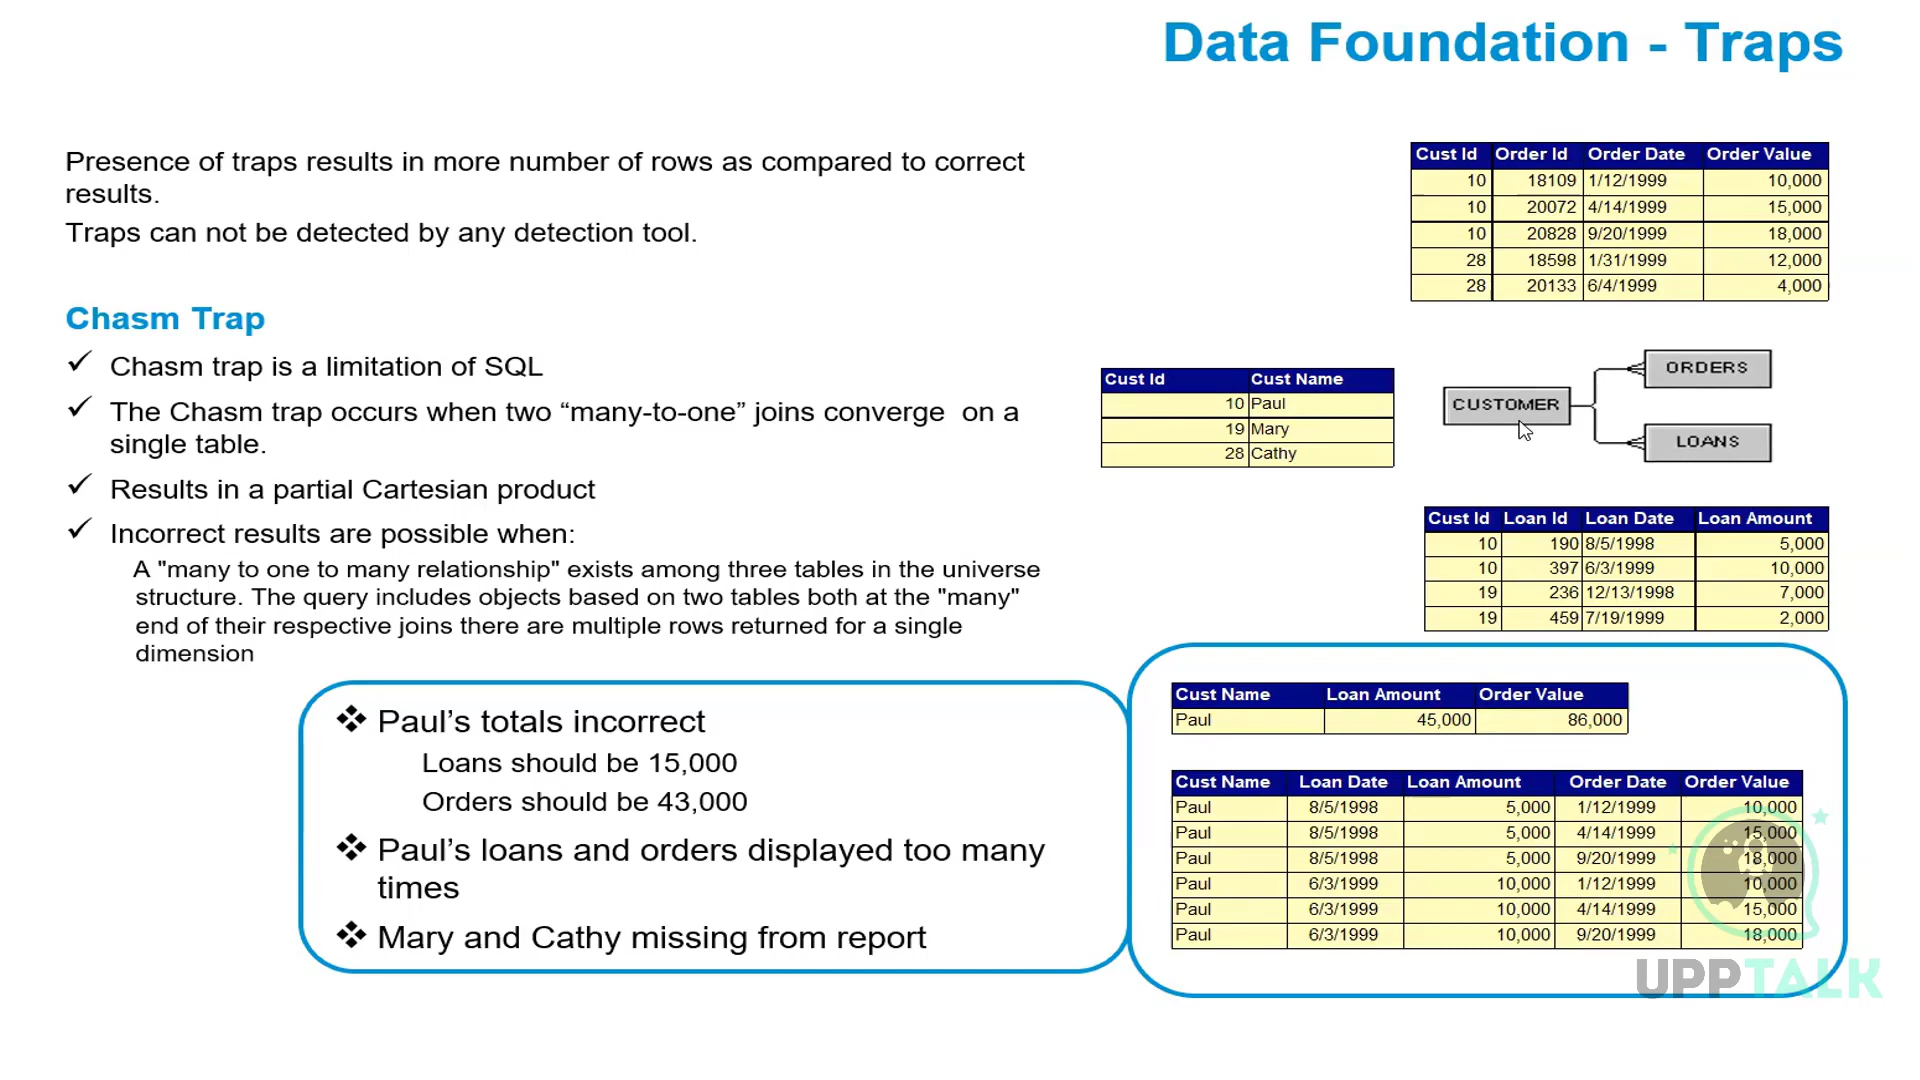 Data Foundation - Traps
Presence of traps results in more number of rows as compared to correct
results.
Traps can not be detected by any detection tool.
Chasm Trap
Chasm trap is a limitation of SQL
The Chasm trap occurs when two “many-to-one” joins converge on a
single table.
Results in a partial Cartesian product
Incorrect results are possible when:
A "many to one to many relationship" exists among three tables in the universe
structure. The query includes objects based on two tables both at the "many"
end of their respective joins there are multiple rows returned for a single
dimension
Cust Id Order Id Order Date Order Value
10 18109 1/12/1999 10,000
10 20072 4/14/1999 15,000
10 20828 9/20/1999 18,000
28 18598 1/31/1999 12,000
28 20133 6/4/1999 4,000
Cust Id Cust Name
10 Paul
19 Mary
28 Cathy
CUSTOMER
ORDERS
LOANS
Cust Id Loan Id Loan Date Loan Amount
10 190 8/5/1998 5,000
10 397 6/3/1999 10,000
19 236 12/13/1998 7,000
19 459 7/19/1999 2,000
Paul’s totals incorrect
Loans should be 15,000
Orders should be 43,000
Paul’s loans and orders displayed too many
times
Mary and Cathy missing from report
Cust Name Loan Amount Order Value
Paul 45,000 86,000
Cust Name Loan Date Loan Amount Order Date Order Value
Paul 8/5/1998 5,000 1/12/1999 10,000
Paul 8/5/1998 5,000 4/14/1999 15,000
Paul 8/5/1998 5,000 9/20/1999 18,000
Paul 6/3/1999 10,000 1/12/1999 10,000
Paul 6/3/1999 10,000 4/14/1999 15,000
Paul 6/3/1999 10,000 9/20/1999 18,000
UPPTALK